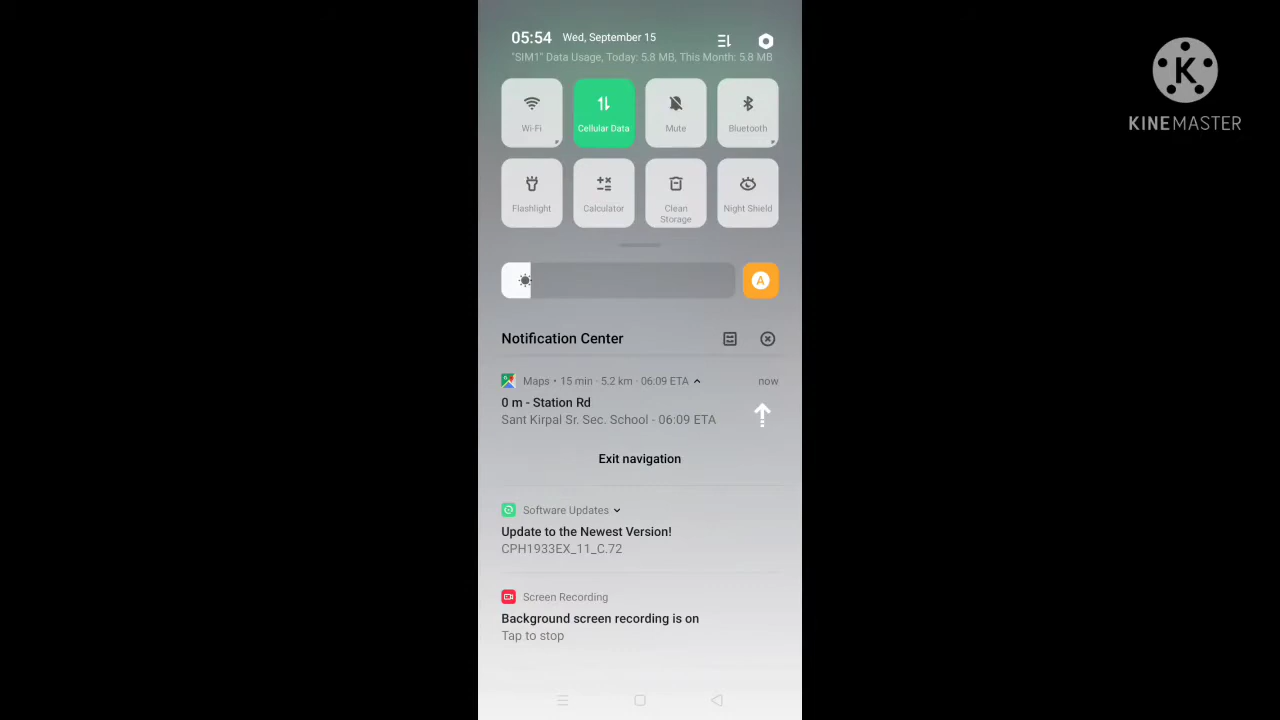 05:54 Wed, September 15
"SIM1" Data Usage, Today: 5.8 MB, This Month: 5.8 MB
K
KINEMASTER
Wi-Fi
Cellular Data
Mute
Bluetooth
Flashlight
Calculator
Clean
Storage
Night Shield
A
Notification Center
Maps • 15 min · 5.2 km · 06:09 ETA
now
0 m - Station Rd
Sant Kirpal Sr. Sec. School - 06:09 ETA
Exit navigation
Software Updates
Update to the Newest Version!
CPH1933EX_11_C.72
Screen Recording
Background screen recording is on
Tap to stop